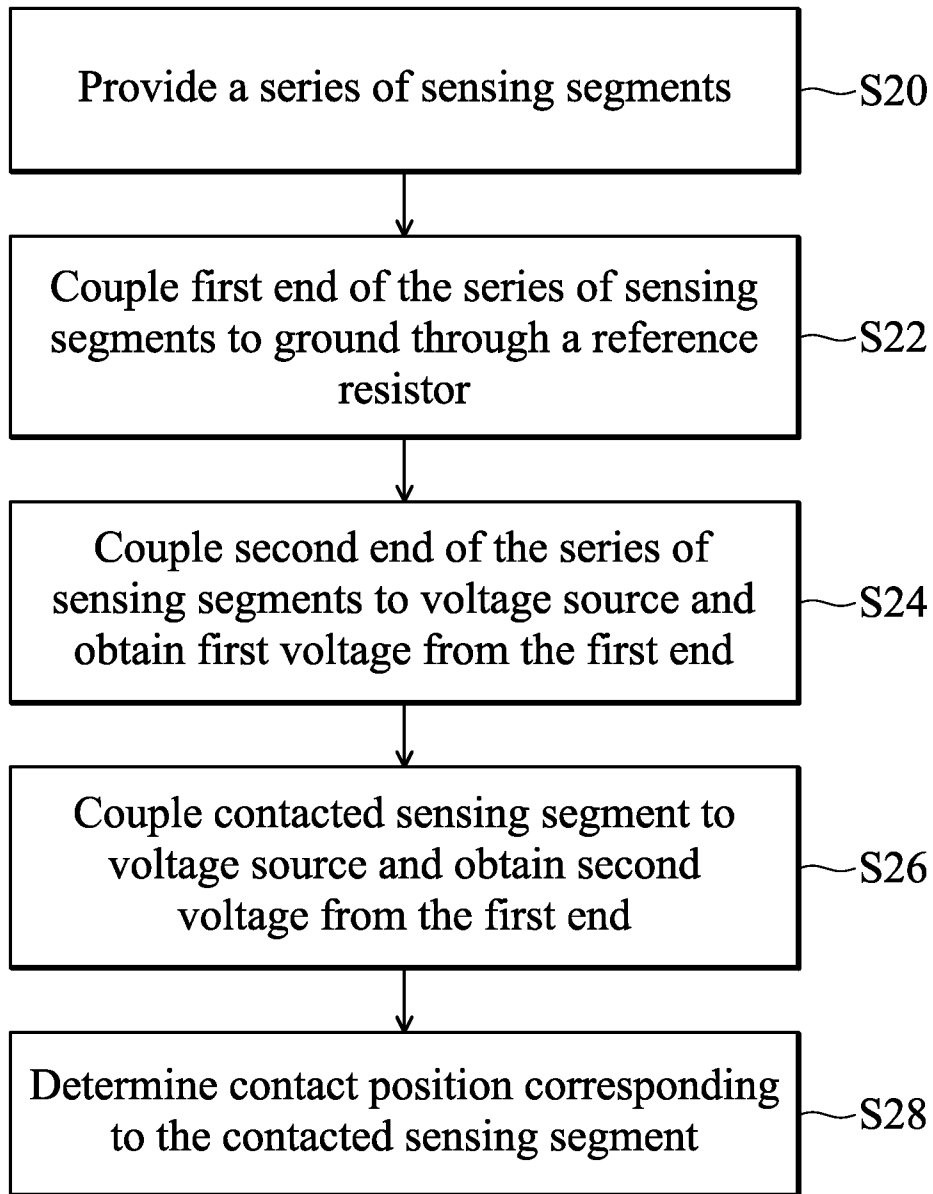 Provide a series of sensing segments
S20
Couple first end of the series of sensing
segments to ground through a reference
resistor
S22
Couple second end of the series of
sensing segments to voltage source and
obtain first voltage from the first end
S24
Couple contacted sensing segment to
voltage source and obtain second
voltage from the first end
S26
Determine contact position corresponding
to the contacted sensing segment
S28